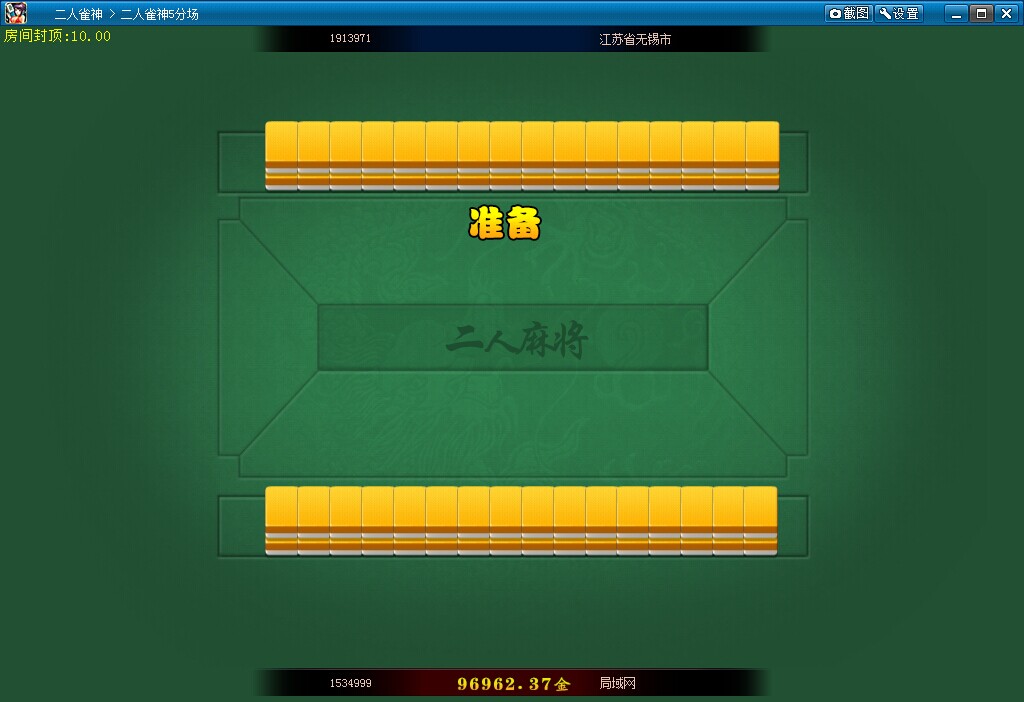 二人雀神 > 二人雀神5分场
截图 设置
房间封顶:10.00
1913971 江苏省无锡市
准备
二人麻将
1534999 96962.37金 局域网